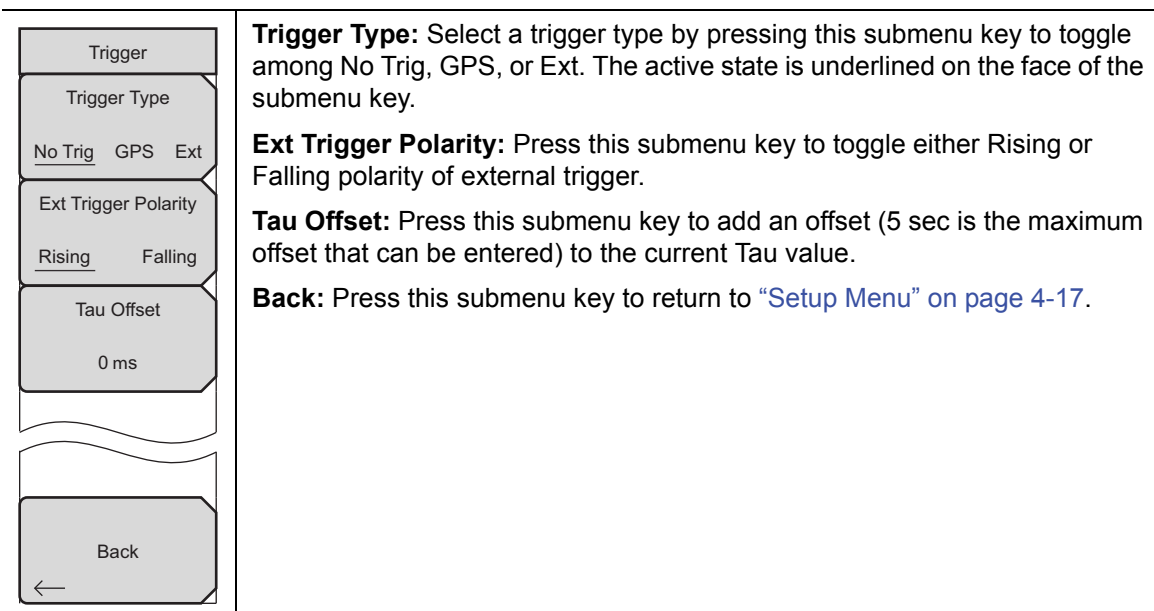 Trigger
Trigger Type
No Trig GPS Ext
Ext Trigger Polarity
Rising Falling
Tau Offset
0 ms
Back
Trigger Type: Select a trigger type by pressing this submenu key to toggle
among No Trig, GPS, or Ext. The active state is underlined on the face of the
submenu key.
Ext Trigger Polarity: Press this submenu key to toggle either Rising or
Falling polarity of external trigger.
Tau Offset: Press this submenu key to add an offset (5 sec is the maximum
offset that can be entered) to the current Tau value.
Back: Press this submenu key to return to “Setup Menu” on page 4-17.